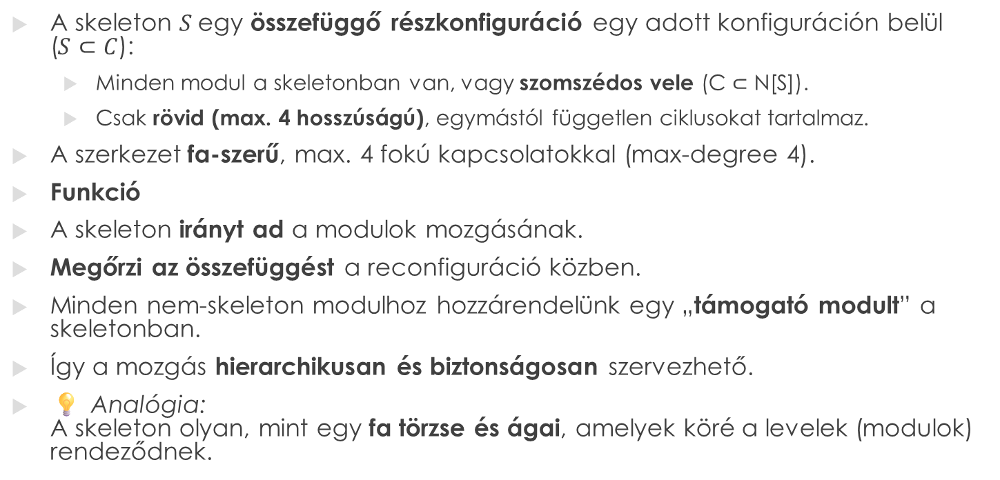 A skeleton S egy összefüggő részkonfiguráció egy adott konfiguráción belül
(S ⊂ C):
Minden modul a skeletonban van, vagy szomszédos vele (C ⊂ N[S]).
Csak rövid (max. 4 hosszúságú), egymástól független ciklusokat tartalmaz.
A szerkezet fa-szerű, max. 4 fokú kapcsolatokkal (max-degree 4).
Funkció
A skeleton irányt ad a modulok mozgásának.
Megőrzi az összefüggést a reconfiguráció közben.
Minden nem-skeleton modulhoz hozzárendelünk egy „támogató modult” a
skeletonban.
Így a mozgás hierarchikusan és biztonságosan szervezhető.
💡 Analógia:
A skeleton olyan, mint egy fa törzse és ágai, amelyek köré a levelek (modulok)
rendeződnek.